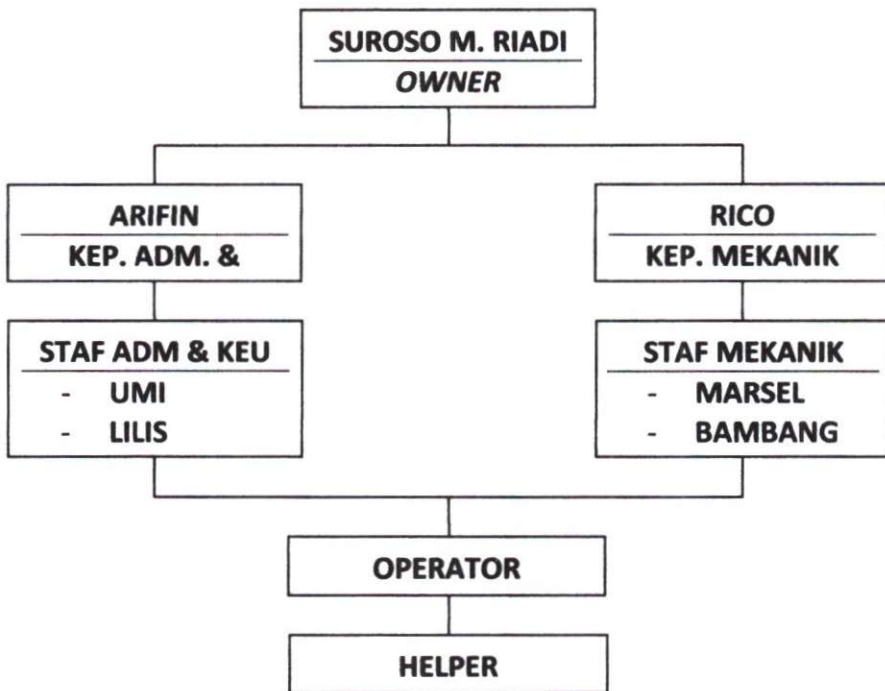 SUROSO M. RIADI
OWNER
ARIFIN
KEP. ADM. &
RICO
KEP. MEKANIK
STAF ADM & KEU
- UMI
- LILIS
STAF MEKANIK
- MARSEL
- BAMBANG
OPERATOR
HELPER